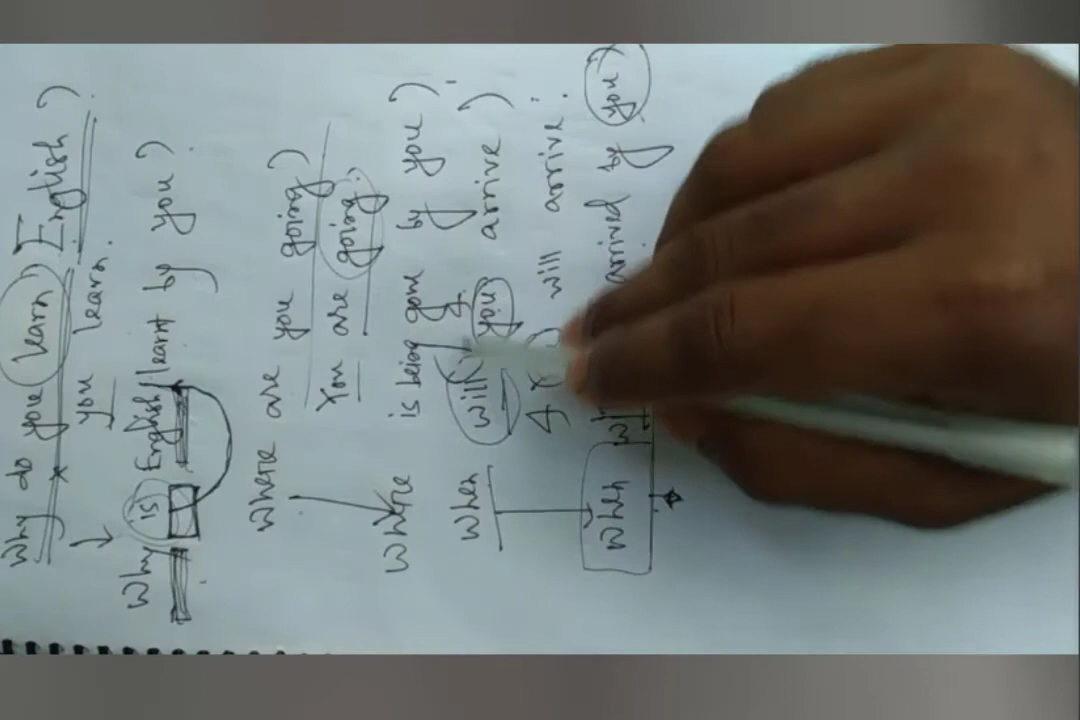 Why do you learn English?
you learn.
Why is English learnt by you?
Where are you going?
You are going.
Where is being gone by you?
When will you arrive?
will arrive.
When arrived by you?